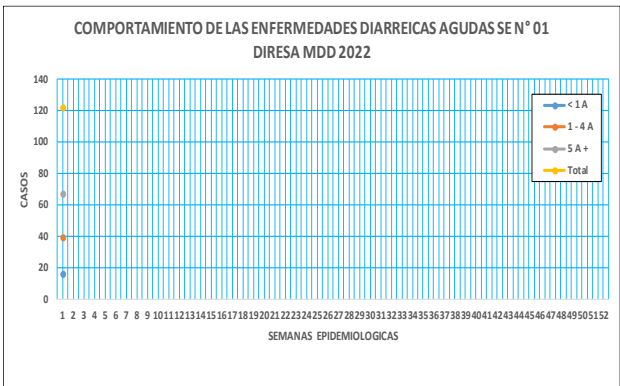 COMPORTAMIENTO DE LAS ENFERMEDADES DIARREICAS AGUDAS SE N° 01
DIRESA MDD 2022
140
120
100
80
60
40
20
0
CASOS
< 1 A
1 - 4 A
5 A +
Total
1 2 3 4 5 6 7 8 9 10 11 12 13 14 15 16 17 18 19 20 21 22 23 24 25 26 27 28 29 30 31 32 33 34 35 36 37 38 39 40 41 42 43 44 45 46 47 48 49 50 51 52
SEMANAS EPIDEMIOLOGICAS